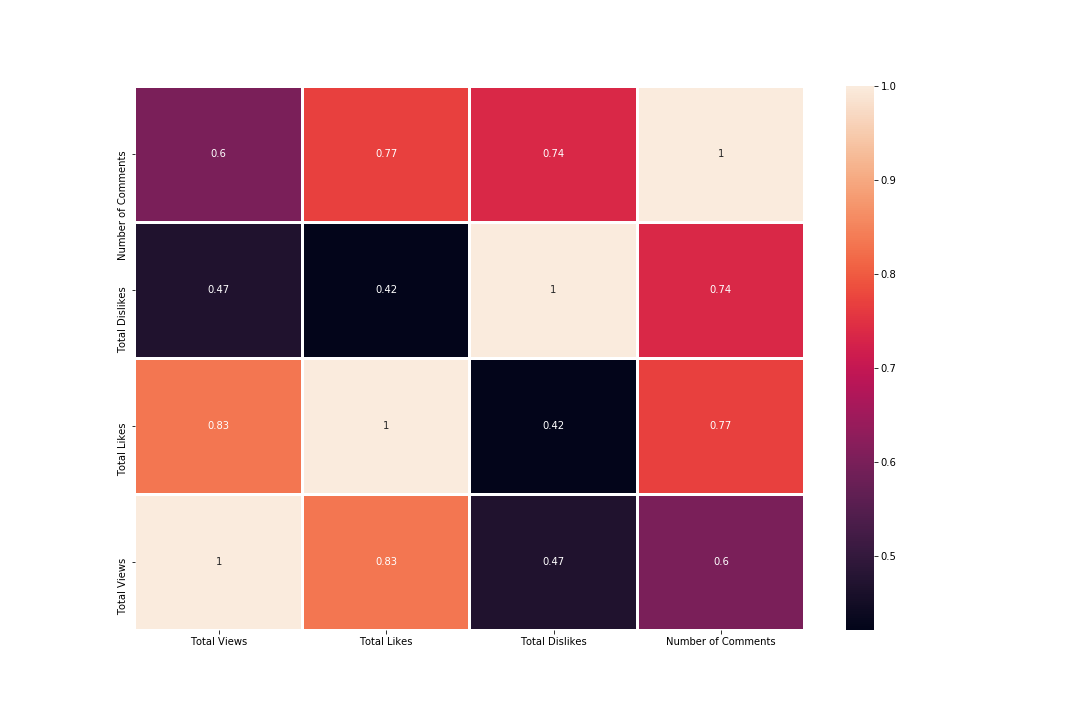 Number of Comments
0.6 0.77 0.74 1
Total Dislikes
0.47 0.42 1 0.74
Total Likes
0.83 1 0.42 0.77
Total Views
1 0.83 0.47 0.6
Total Views Total Likes Total Dislikes Number of Comments
1.0
0.9
0.8
0.7
0.6
0.5